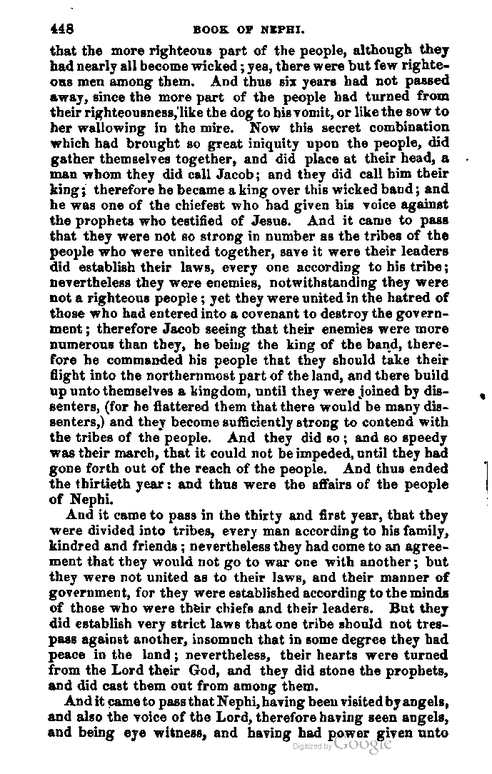 448 BOOK OF NEPHI.
that the more righteous part of the people, although they
had nearly all become wicked; yea, there were but few righte-
ous men among them. And thus six years had not passed
away, since the more part of the people had turned from
their righteousness, like the dog to his vomit, or like the sow to
her wallowing in the mire. Now this secret combination
which had brought so great iniquity upon the people, did
gather themselves together, and did place at their head, a
man whom they did call Jacob; and they did call him their
king; therefore he became a king over this wicked band; and
he was one of the chiefest who had given his voice against
the prophets who testified of Jesus. And it came to pass
that they were not so strong in number as the tribes of the
people who were united together, save it were their leaders
did establish their laws, every one according to his tribe;
nevertheless they were enemies, notwithstanding they were
not a righteous people; yet they were united in the hatred of
those who had entered into a covenant to destroy the govern-
ment; therefore Jacob seeing that their enemies were more
numerous than they, he being the king of the band, there-
fore he commanded his people that they should take their
flight into the northernmost part of the land, and there build
up unto themselves a kingdom, until they were joined by dis-
senters, (for he flattered them that there would be many dis-
senters,) and they become sufficiently strong to contend with
the tribes of the people. And they did so; and so speedy
was their march, that it could not be impeded, until they had
gone forth out of the reach of the people. And thus ended
the thirtieth year: and thus were the affairs of the people
of Nephi.
And it came to pass in the thirty and first year, that they
were divided into tribes, every man according to his family,
kindred and friends; nevertheless they had come to an agree-
ment that they would not go to war one with another; but
they were not united as to their laws, and their manner of
government, for they were established according to the minds
of those who were their chiefs and their leaders. But they
did establish very strict laws that one tribe should not tres-
pass against another, insomuch that in some degree they had
peace in the land; nevertheless, their hearts were turned
from the Lord their God, and they did stone the prophets,
and did cast them out from among them.
And it came to pass that Nephi, having been visited by angels,
and also the voice of the Lord, therefore having seen angels,
and being eye witness, and having had power given unto
Digitized by Google